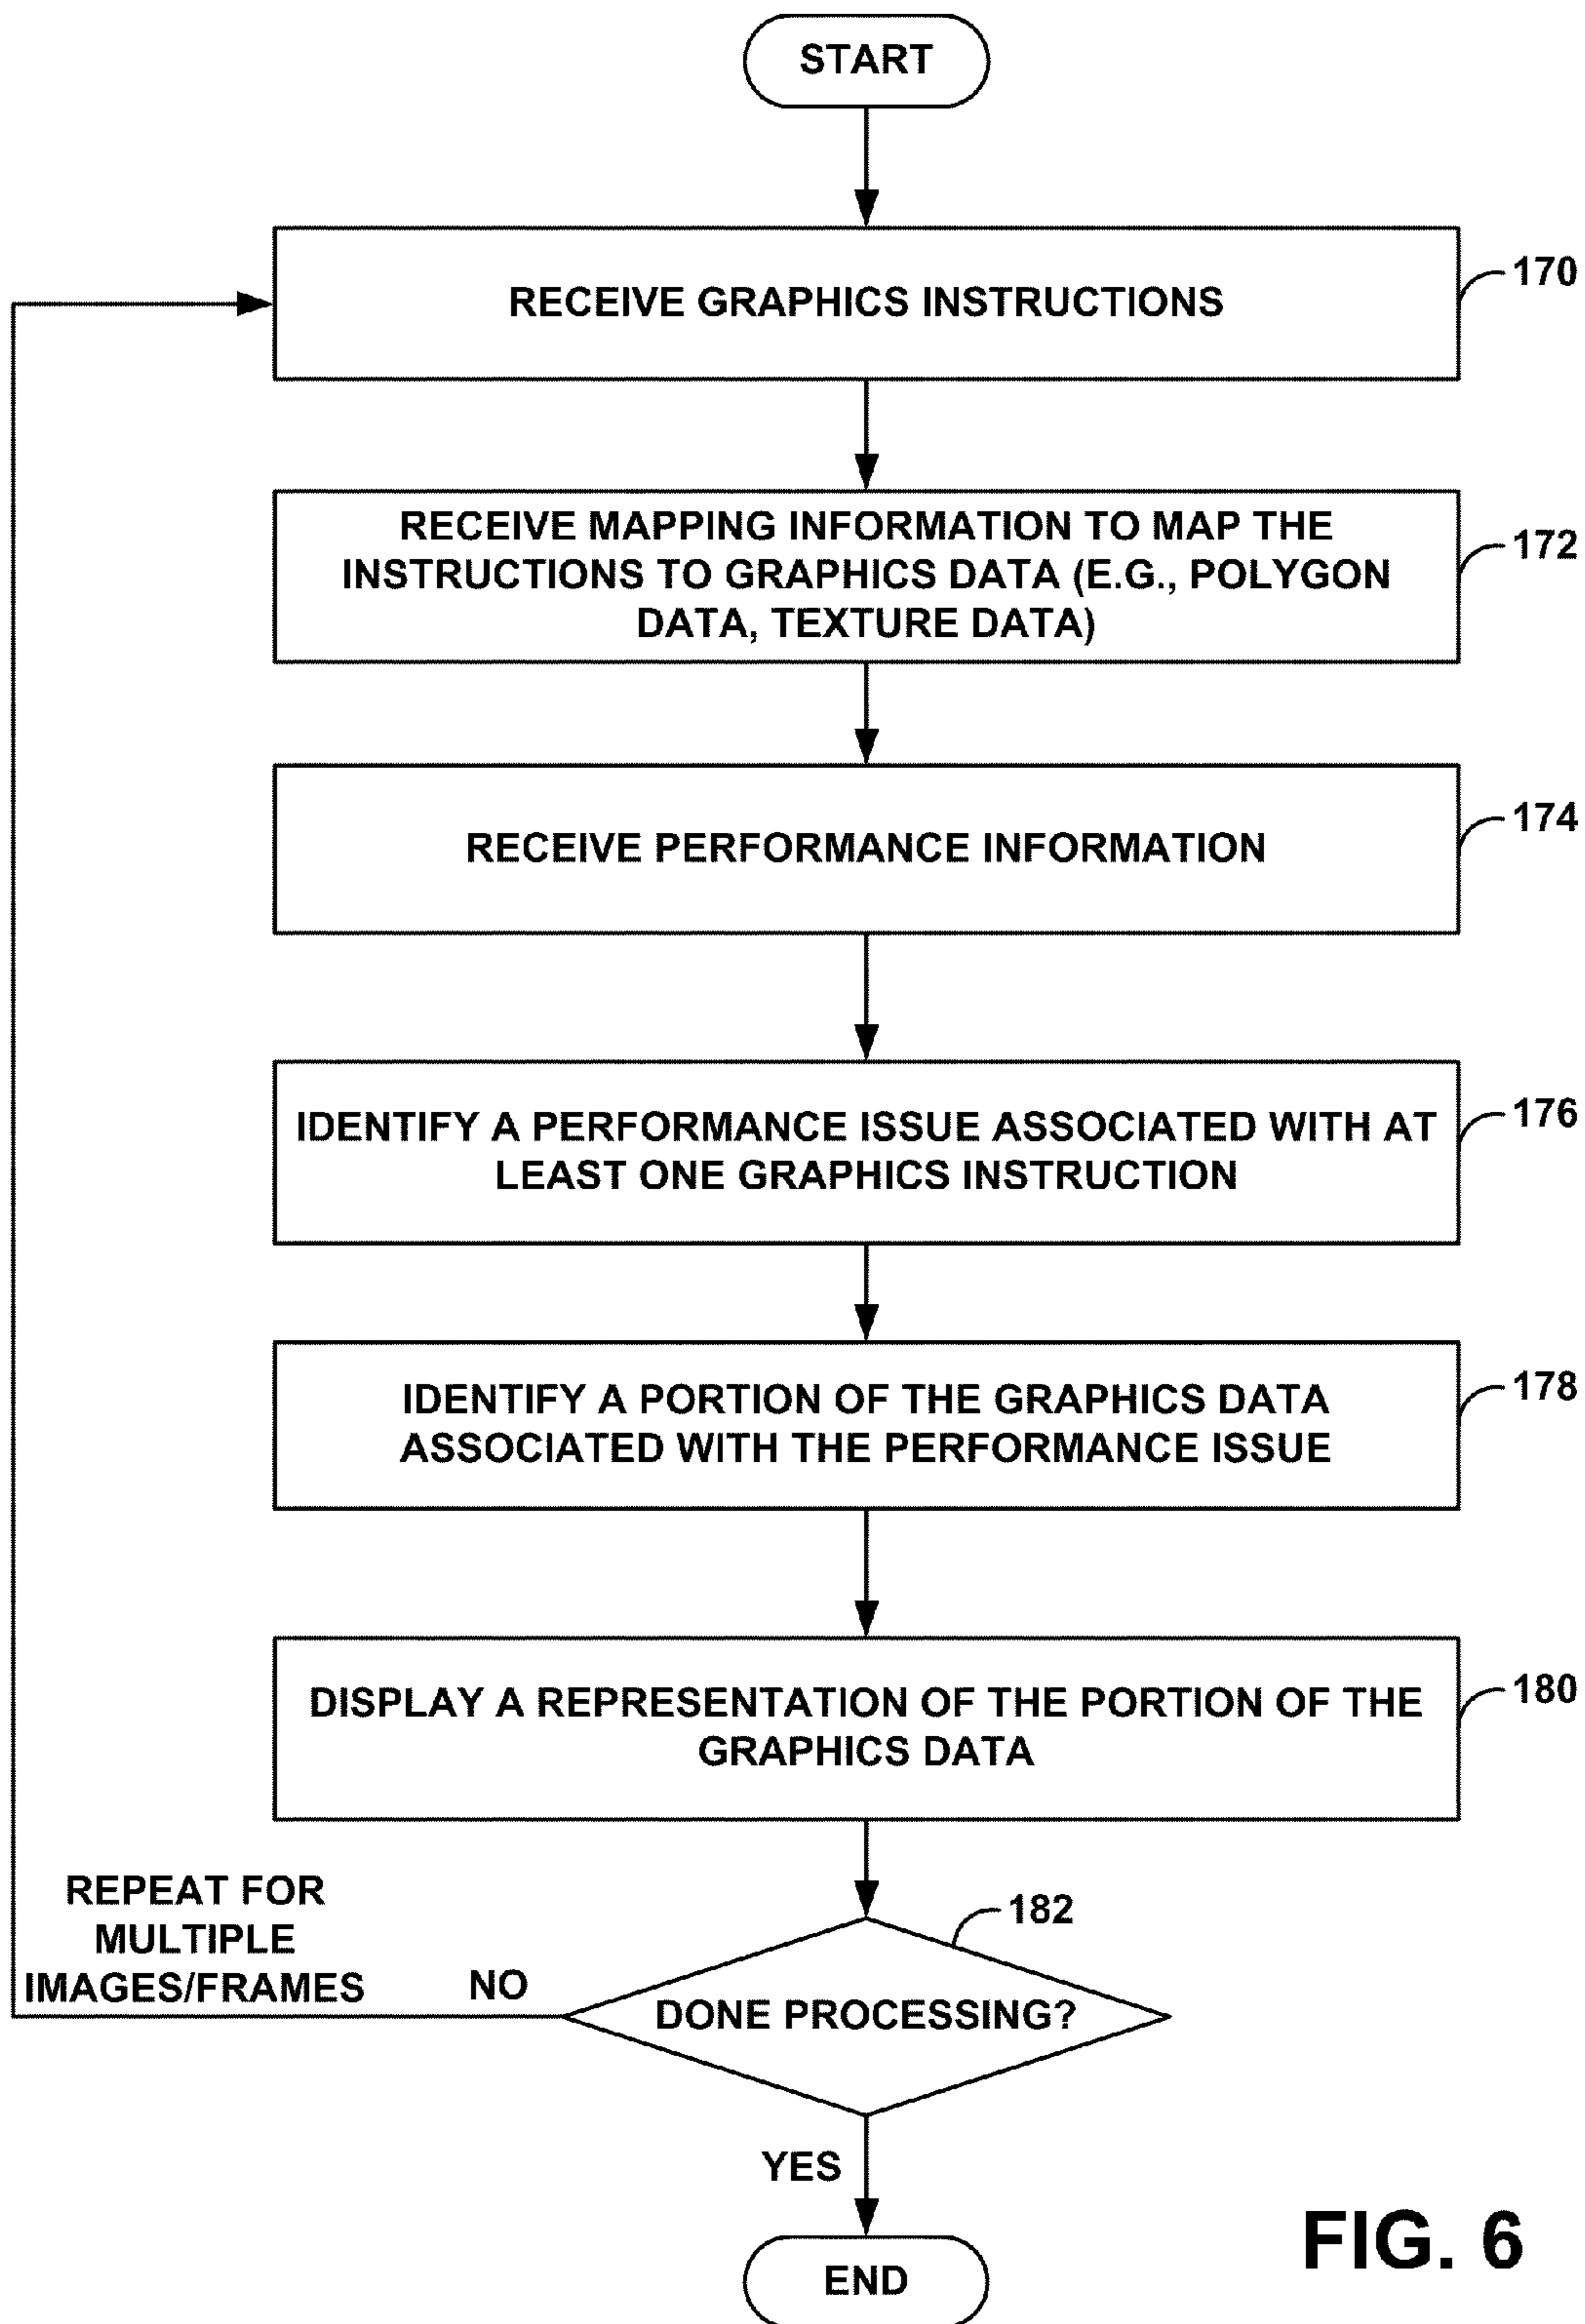 START
RECEIVE GRAPHICS INSTRUCTIONS
170
RECEIVE MAPPING INFORMATION TO MAP THE
INSTRUCTIONS TO GRAPHICS DATA (E.G., POLYGON
DATA, TEXTURE DATA)
172
RECEIVE PERFORMANCE INFORMATION
174
IDENTIFY A PERFORMANCE ISSUE ASSOCIATED WITH AT
LEAST ONE GRAPHICS INSTRUCTION
176
IDENTIFY A PORTION OF THE GRAPHICS DATA
ASSOCIATED WITH THE PERFORMANCE ISSUE
178
DISPLAY A REPRESENTATION OF THE PORTION OF THE
GRAPHICS DATA
180
REPEAT FOR
MULTIPLE
IMAGES/FRAMES
NO
182
DONE PROCESSING?
YES
END
FIG. 6